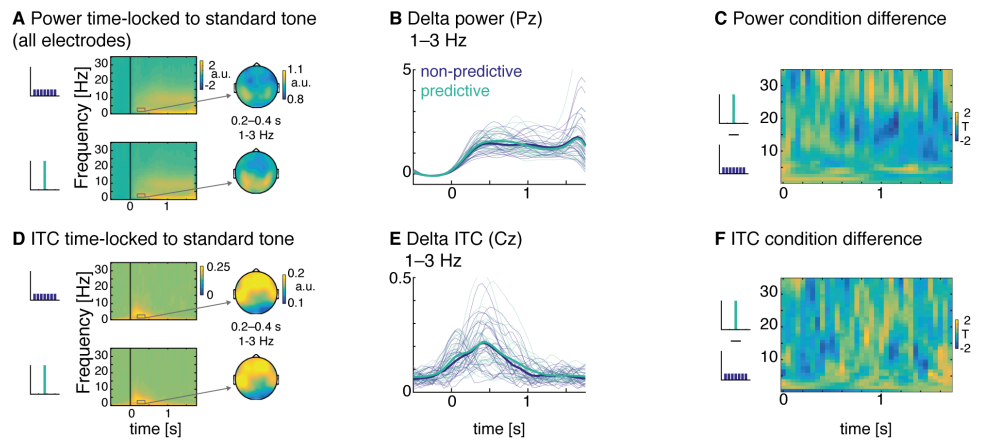 A Power time-locked to standard tone
(all electrodes)
Frequency [Hz]
30
20
10
0
2
a.u.
-2
1.1
a.u.
0.8
0.2–0.4 s
1-3 Hz
30
20
10
0
0
1
B Delta power (Pz)
1–3 Hz
5
non-predictive
predictive
0
0
1
C Power condition difference
30
20
10
2
T
-2
0
1
D ITC time-locked to standard tone
Frequency [Hz]
30
20
10
0
0.25
0
0.2
a.u.
0.1
0.2–0.4 s
1-3 Hz
30
20
10
0
0
1
time [s]
E Delta ITC (Cz)
1–3 Hz
0.5
0
0
1
time [s]
F ITC condition difference
30
20
10
2
T
-2
0
1
time [s]